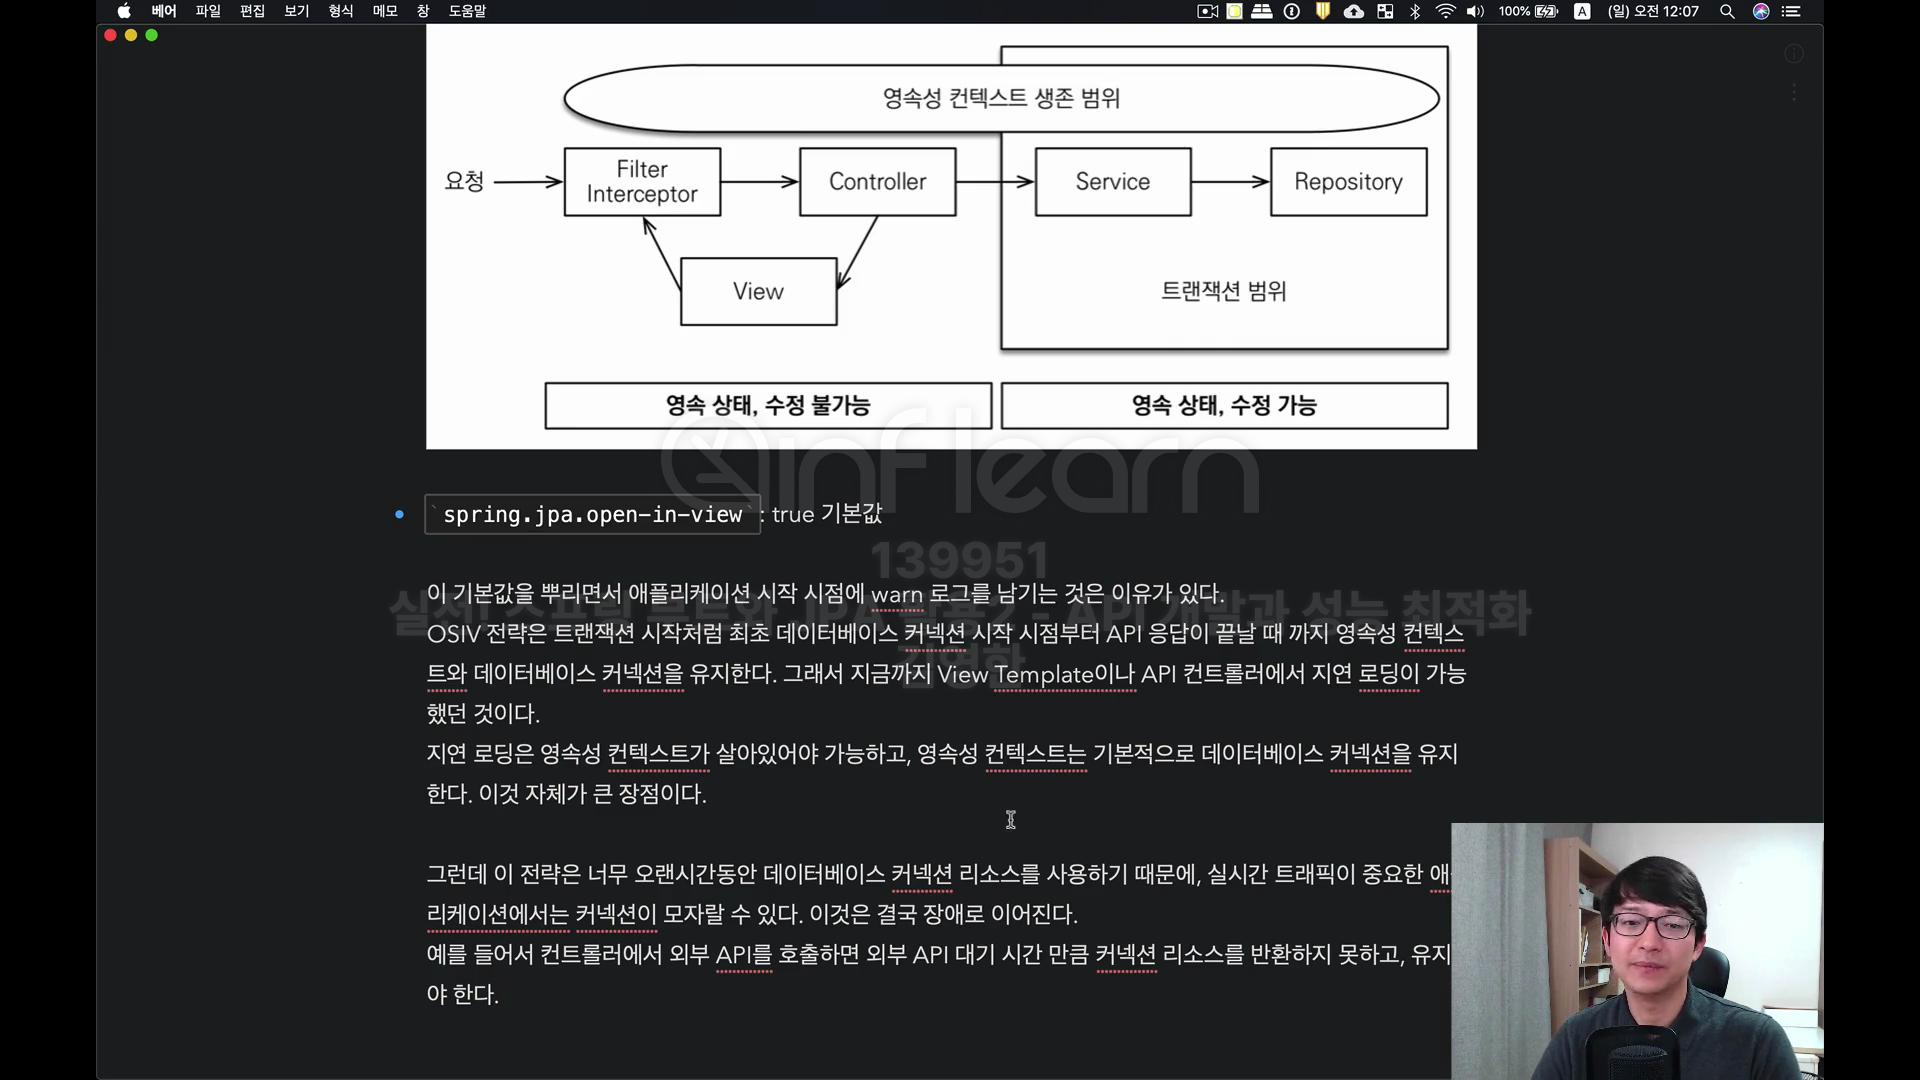 베어 파일 편집 보기 형식 메모 창 도움말
100% A (일) 오전 12:07
영속성 컨텍스트 생존 범위
요청
Filter
Interceptor
Controller
Service
Repository
View
트랜잭션 범위
영속 상태, 수정 불가능
영속 상태, 수정 가능
inflearn
`spring.jpa.open-in-view` : true 기본값
139951
이 기본값을 뿌리면서 애플리케이션 시작 시점에 warn 로그를 남기는 것은 이유가 있다.
실전! 스프링 부트와 JPA 활용2 - API 개발과 성능 최적화
OSIV 전략은 트랜잭션 시작처럼 최초 데이터베이스 커넥션 시작 시점부터 API 응답이 끝날 때 까지 영속성 컨텍스
김영한
트와 데이터베이스 커넥션을 유지한다. 그래서 지금까지 View Template이나 API 컨트롤러에서 지연 로딩이 가능
했던 것이다.
지연 로딩은 영속성 컨텍스트가 살아있어야 가능하고, 영속성 컨텍스트는 기본적으로 데이터베이스 커넥션을 유지
한다. 이것 자체가 큰 장점이다.
그런데 이 전략은 너무 오랜시간동안 데이터베이스 커넥션 리소스를 사용하기 때문에, 실시간 트래픽이 중요한 애
리케이션에서는 커넥션이 모자랄 수 있다. 이것은 결국 장애로 이어진다.
예를 들어서 컨트롤러에서 외부 API를 호출하면 외부 API 대기 시간 만큼 커넥션 리소스를 반환하지 못하고, 유지
야 한다.